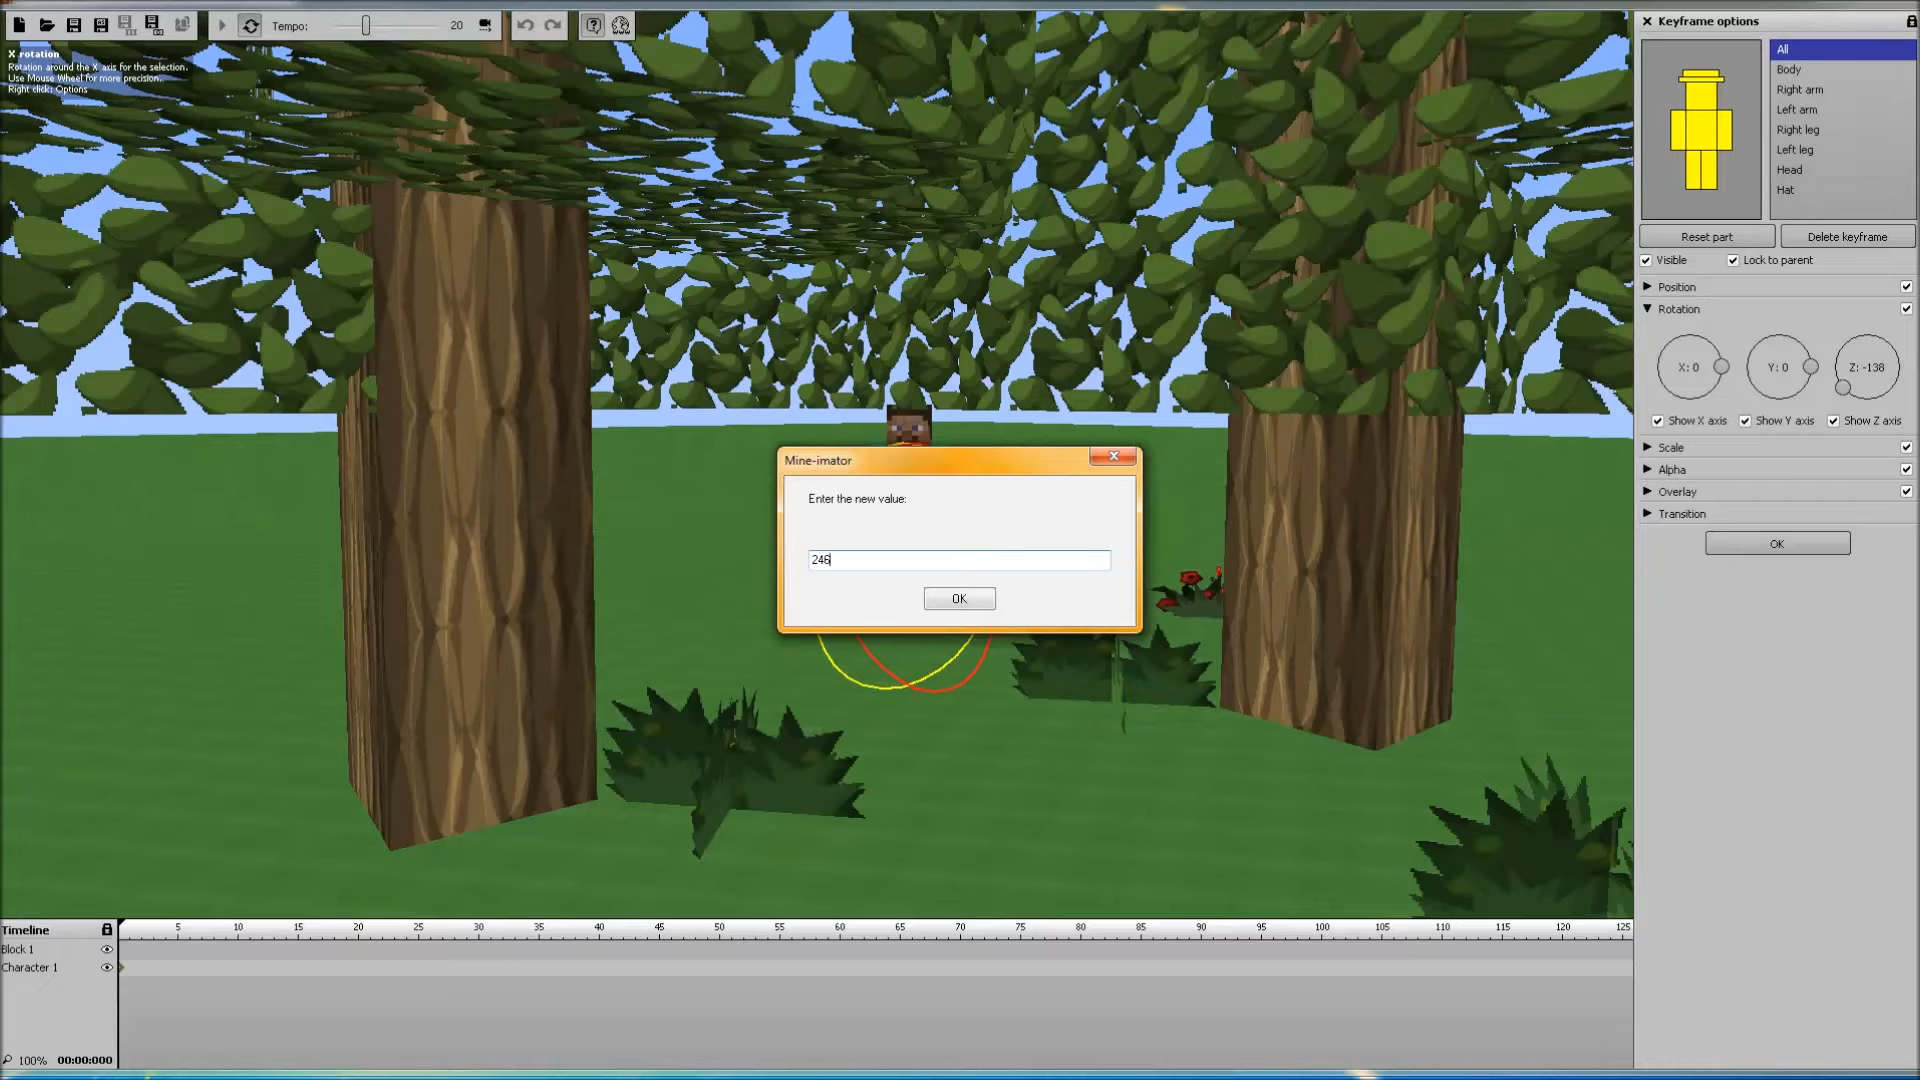 Tempo:
20
X rotation
Rotation around the X axis for the selection.
Use Mouse Wheel for more precision.
Right click: Options
Keyframe options
All
Body
Right arm
Left arm
Right leg
Left leg
Head
Hat
Reset part
Delete keyframe
Visible
Lock to parent
Position
Rotation
X: 0
Y: 0
Z: -138
Show X axis
Show Y axis
Show Z axis
Scale
Alpha
Overlay
Transition
OK
Mine-imator
Enter the new value:
246
OK
Timeline
5 10 15 20 25 30 35 40 45 50 55 60 65 70 75 80 85 90 95 100 105 110 115 120 125
Block 1
Character 1
100% 00:00:000